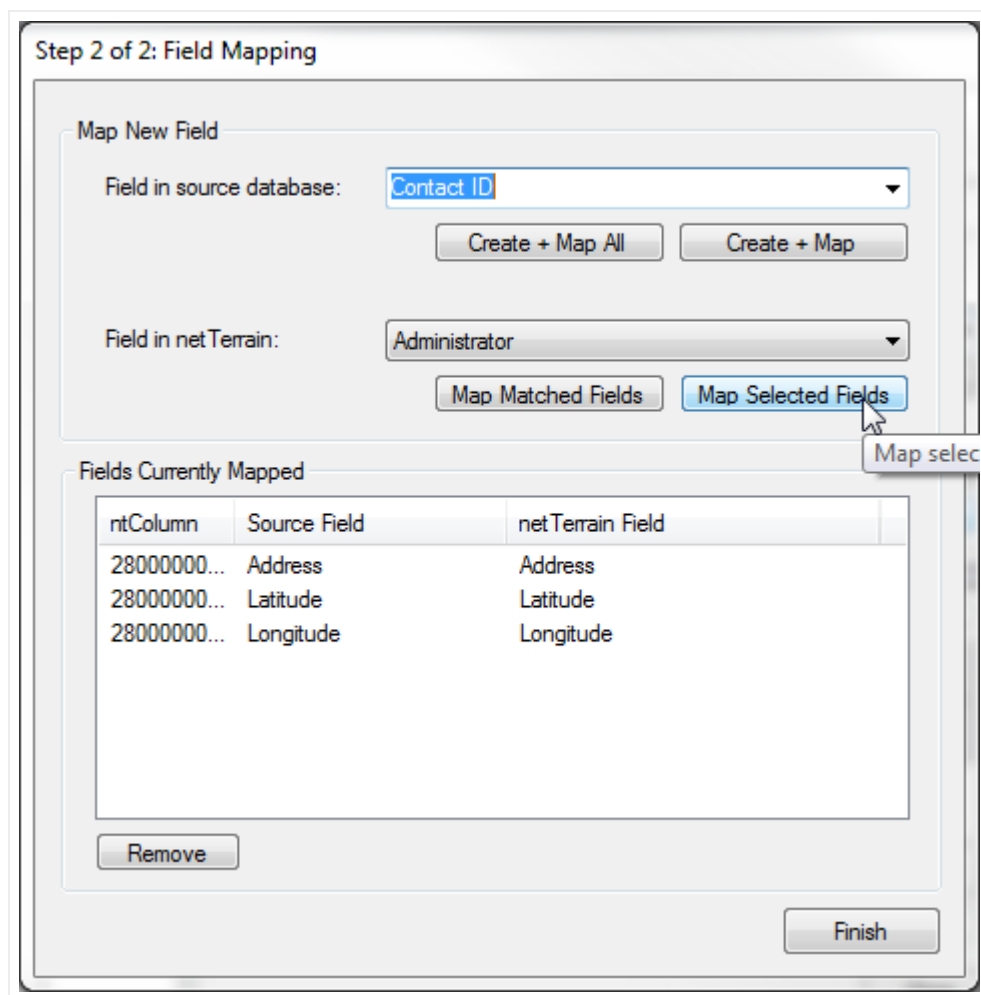 Step 2 of 2: Field Mapping
Map New Field
Field in source database: Contact ID
Create + Map All Create + Map
Field in netTerrain: Administrator
Map Matched Fields Map Selected Fields
Map selec
Fields Currently Mapped
ntColumn Source Field netTerrain Field
28000000... Address Address
28000000... Latitude Latitude
28000000... Longitude Longitude
Remove
Finish